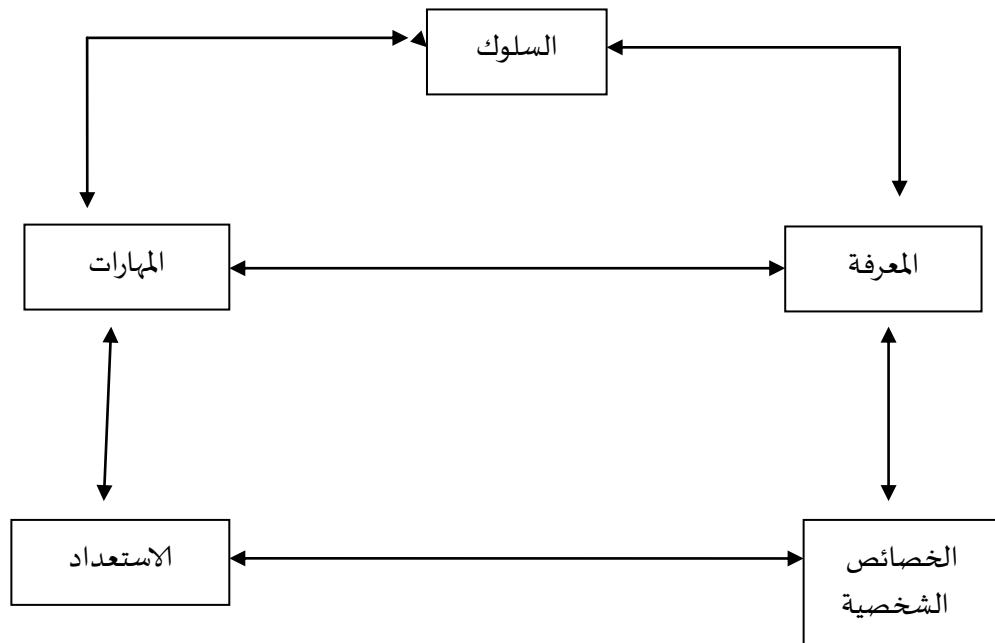 السلوك
المعرفة
المهارات
الخصائص
الشخصية
الاستعداد